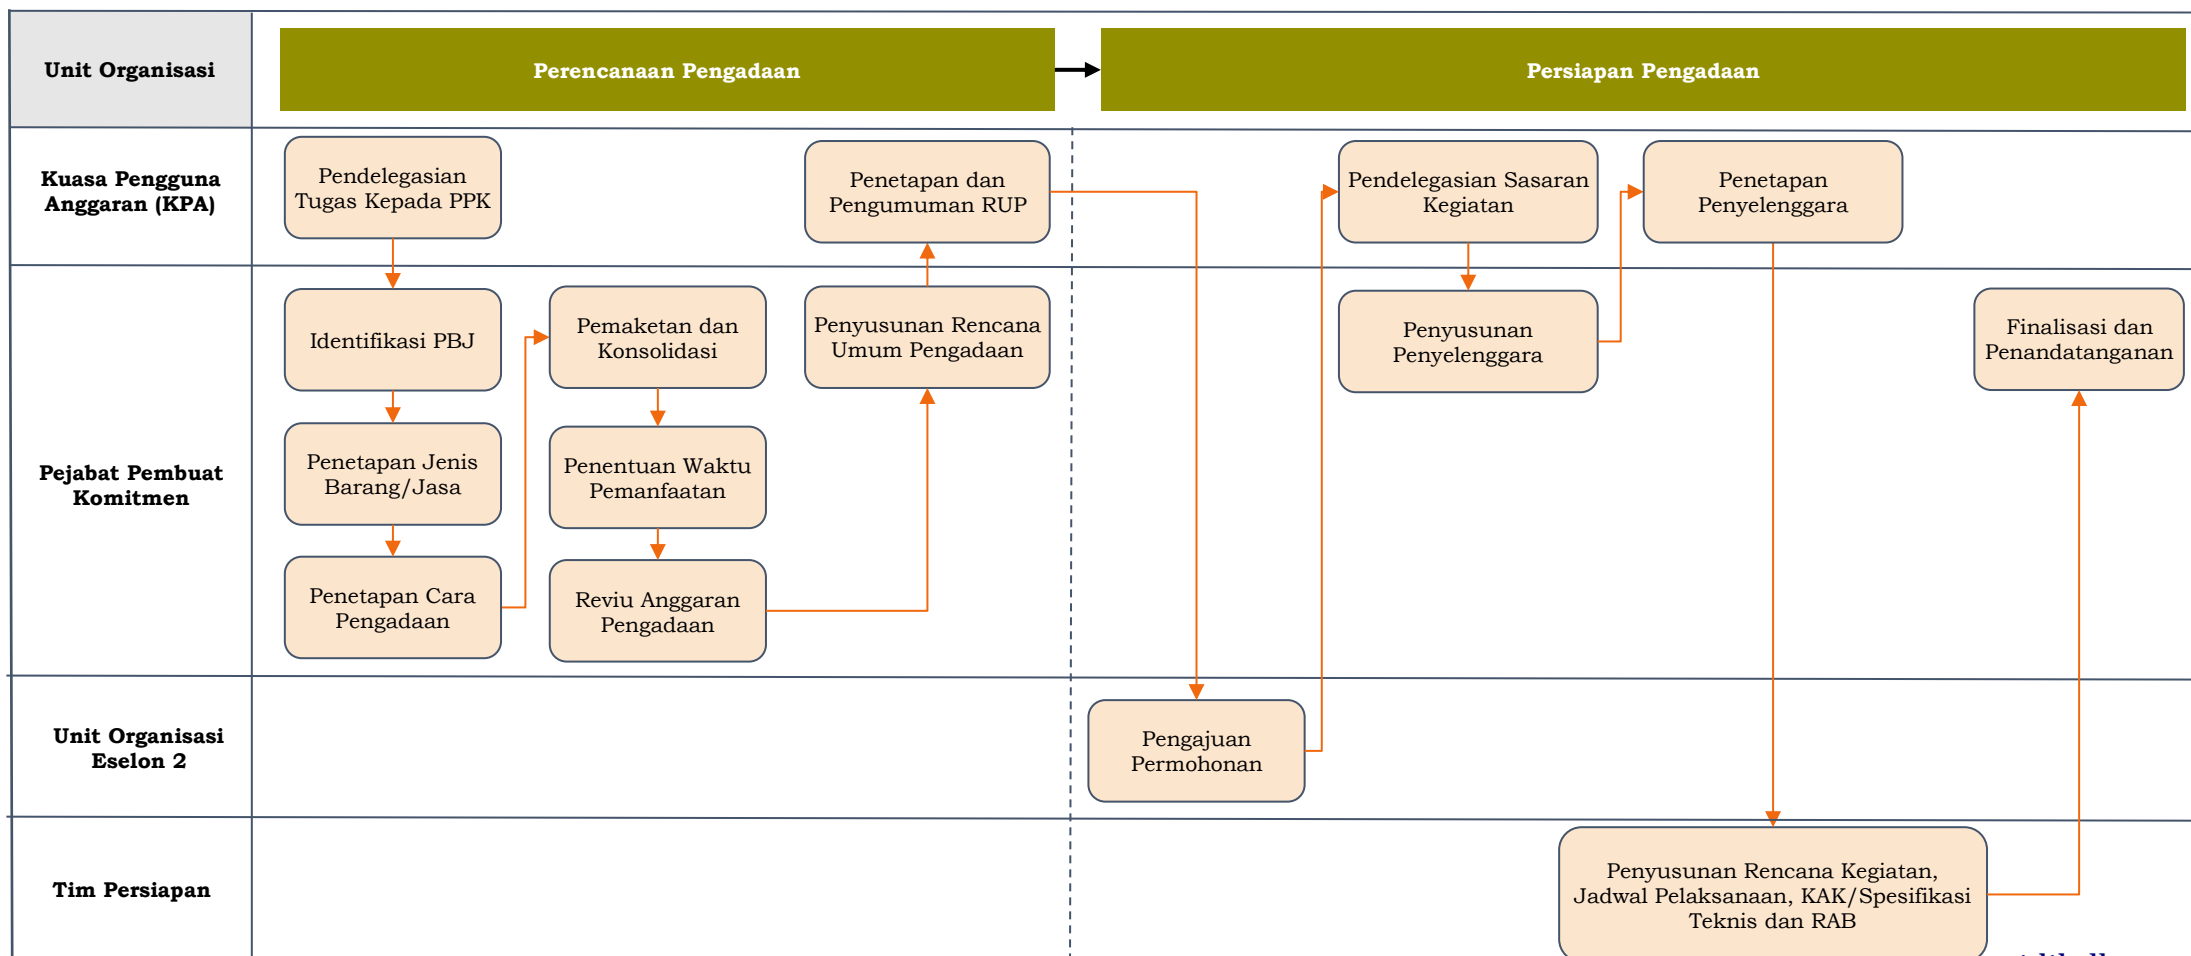 Unit Organisasi
Perencanaan Pengadaan
Persiapan Pengadaan
Kuasa Pengguna
Anggaran (KPA)
Pendelegasian
Tugas Kepada PPK
Penetapan dan
Pengumuman RUP
Pendelegasian Sasaran
Kegiatan
Penetapan
Penyelenggara
Pejabat Pembuat
Komitmen
Identifikasi PBJ
Pemaketan dan
Konsolidasi
Penyusunan Rencana
Umum Pengadaan
Penyusunan
Penyelenggara
Finalisasi dan
Penandatanganan
Penetapan Jenis
Barang/Jasa
Penentuan Waktu
Pemanfaatan
Penetapan Cara
Pengadaan
Reviu Anggaran
Pengadaan
Unit Organisasi
Eselon 2
Pengajuan
Permohonan
Tim Persiapan
Penyusunan Rencana Kegiatan,
Jadwal Pelaksanaan, KAK/Spesifikasi
Teknis dan RAB